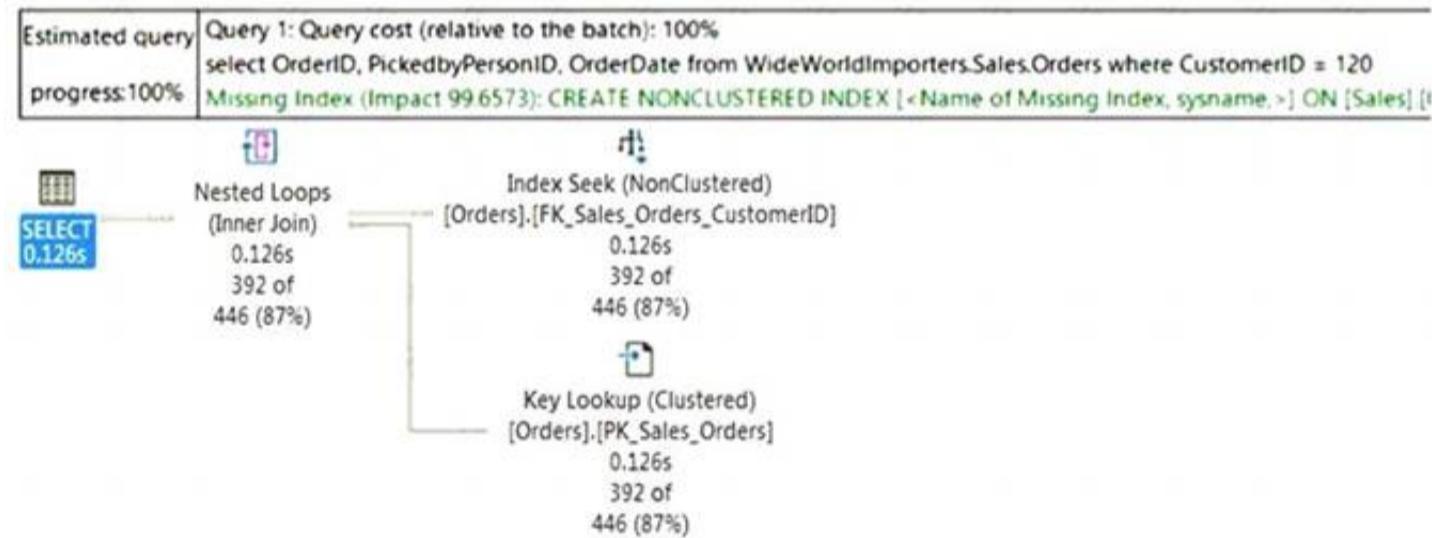 Estimated query
progress:100%
Query 1: Query cost (relative to the batch): 100%
select OrderID, PickedbyPersonID, OrderDate from WideWorldImporters.Sales.Orders where CustomerID = 120
Missing Index (Impact 99.6573): CREATE NONCLUSTERED INDEX [<Name of Missing Index, sysname,>] ON [Sales]
SELECT
0.126s
Nested Loops
(Inner Join)
0.126s
392 of
446 (87%)
Index Seek (NonClustered)
[Orders].[FK_Sales_Orders_CustomerID]
0.126s
392 of
446 (87%)
Key Lookup (Clustered)
[Orders].[PK_Sales_Orders]
0.126s
392 of
446 (87%)